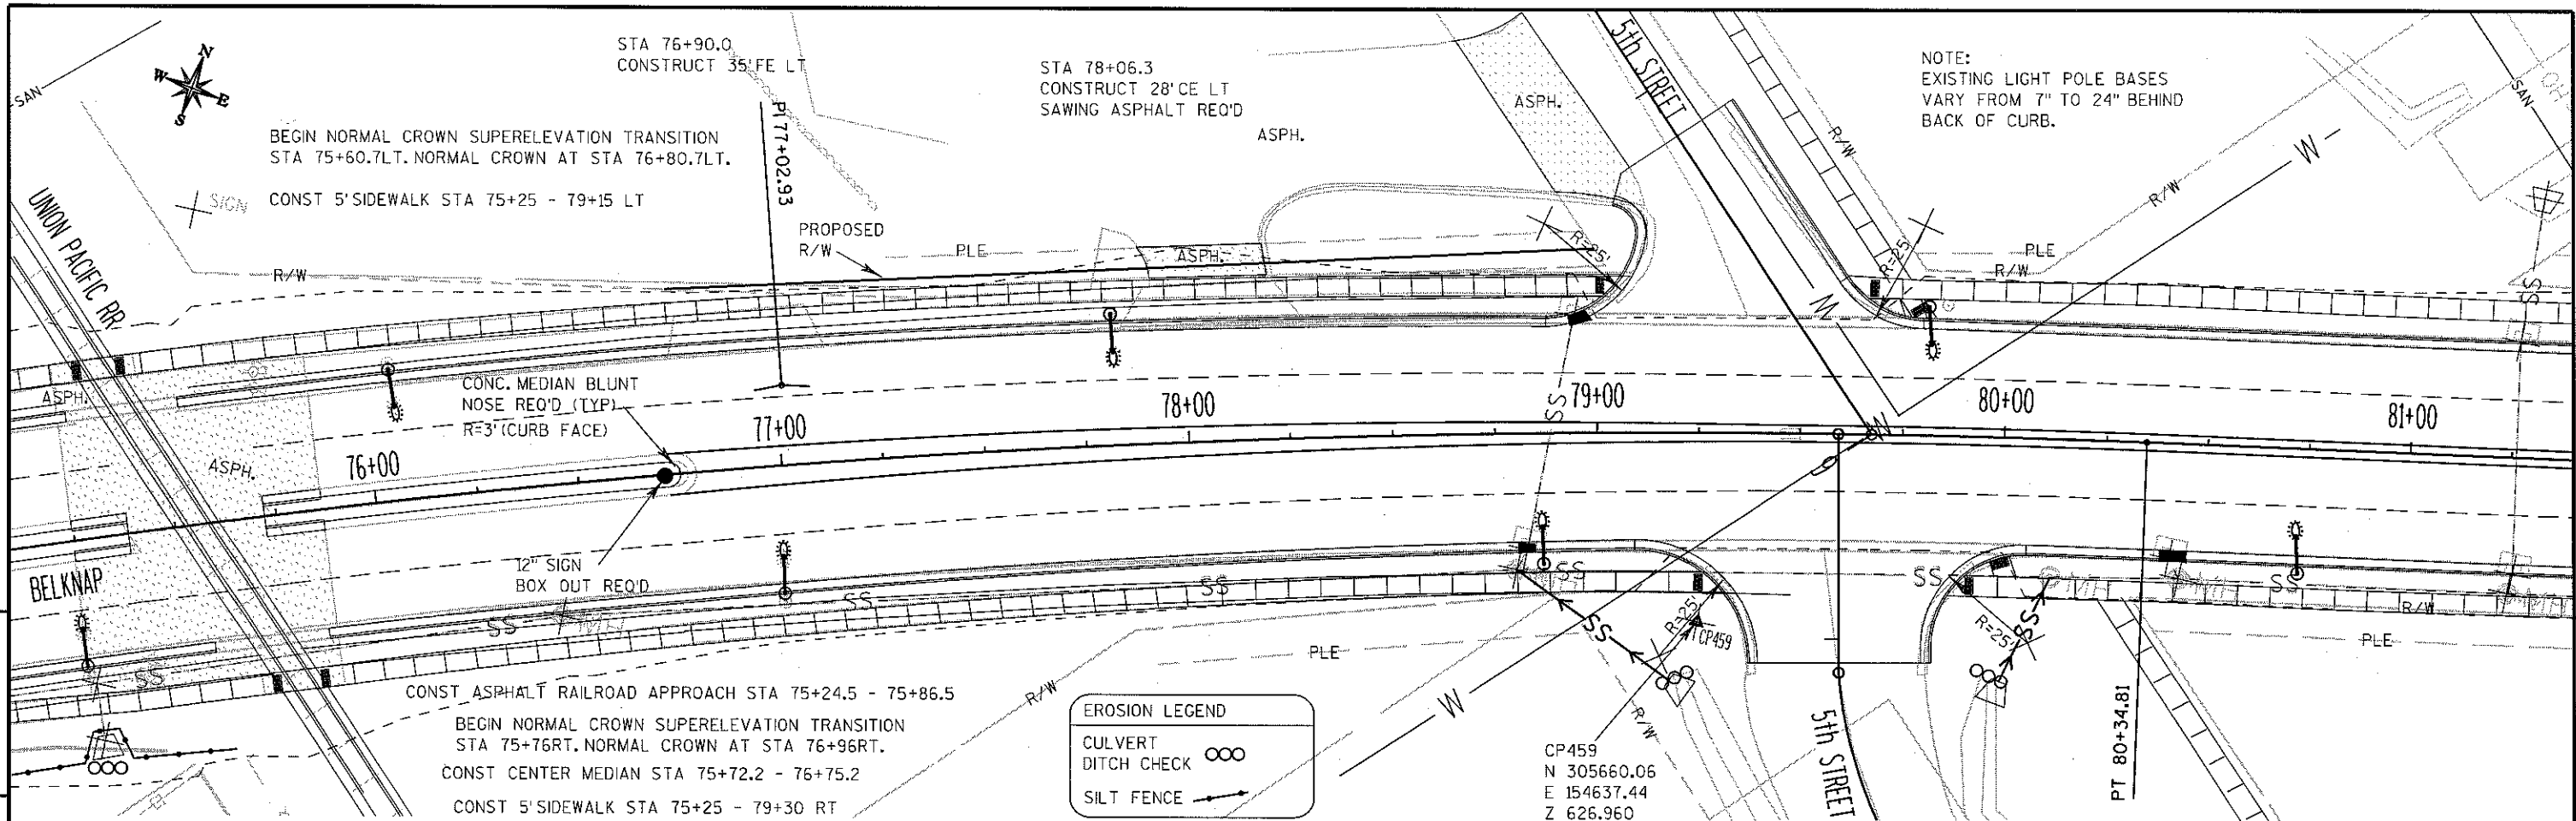 STA 76+90.0
CONSTRUCT 35'FE LT
STA 78+06.3
CONSTRUCT 28'CE LT
SAWING ASPHALT REQ'D
ASPH.
ASPH.
5th STREET
NOTE:
EXISTING LIGHT POLE BASES
VARY FROM 7" TO 24" BEHIND
BACK OF CURB.
SAN
SAN
OH
N
W
E
S
BEGIN NORMAL CROWN SUPERELEVATION TRANSITION
STA 75+60.7LT. NORMAL CROWN AT STA 76+80.7LT.
SIGN
CONST 5'SIDEWALK STA 75+25 - 79+15 LT
PI 77+02.93
UNION PACIFIC RR
R/W
PROPOSED
R/W
PLE
ASPH.
R=25'
R/W
R=25'
PLE
R/W
R/W
W
W
SS
ASPH.
ASPH.
CONC. MEDIAN BLUNT
NOSE REQ'D (TYP)
R=3'(CURB FACE)
76+00
77+00
78+00
SS
79+00
W
80+00
81+00
BELKNAP
12" SIGN
BOX OUT REQ'D
SS
SS
SS
SS
SS
SS
SS
SS
R=25'
CP459
SS
R=25'
SS
R/W
PLE
PLE
R/W
R/W
W
CONST ASPHALT RAILROAD APPROACH STA 75+24.5 - 75+86.5
BEGIN NORMAL CROWN SUPERELEVATION TRANSITION
STA 75+76RT. NORMAL CROWN AT STA 76+96RT.
CONST CENTER MEDIAN STA 75+72.2 - 76+75.2
CONST 5'SIDEWALK STA 75+25 - 79+30 RT
EROSION LEGEND
CULVERT
DITCH CHECK
SILT FENCE
CP459
N 305660.06
E 154637.44
Z 626.960
5th STREET
PT 80+34.81